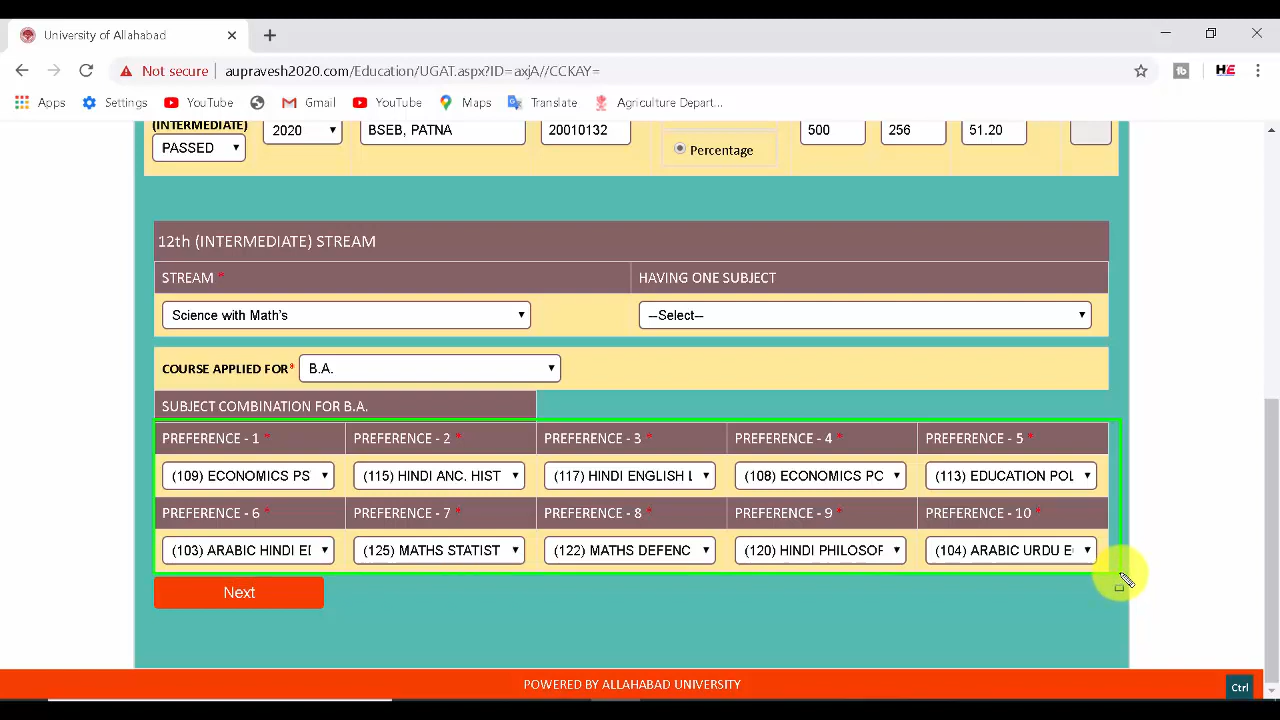 University of Allahabad
Not secure aupravesh2020.com/Education/UGAT.aspx?ID=axjA//CCKAY=
Apps Settings YouTube Gmail YouTube Maps Translate Agriculture Depart...
(INTERMEDIATE) 2020 BSEB, PATNA 20010132 500 256 51.20
PASSED Percentage
12th (INTERMEDIATE) STREAM
STREAM * HAVING ONE SUBJECT
Science with Math's --Select--
COURSE APPLIED FOR* B.A.
SUBJECT COMBINATION FOR B.A.
PREFERENCE - 1 * PREFERENCE - 2 * PREFERENCE - 3 * PREFERENCE - 4 * PREFERENCE - 5 *
(109) ECONOMICS PS (115) HINDI ANC. HIST (117) HINDI ENGLISH L (108) ECONOMICS PO (113) EDUCATION POL
PREFERENCE - 6 * PREFERENCE - 7 * PREFERENCE - 8 * PREFERENCE - 9 * PREFERENCE - 10 *
(103) ARABIC HINDI E (125) MATHS STATIST (122) MATHS DEFENC (120) HINDI PHILOSOP (104) ARABIC URDU E
Next
POWERED BY ALLAHABAD UNIVERSITY
Ctrl